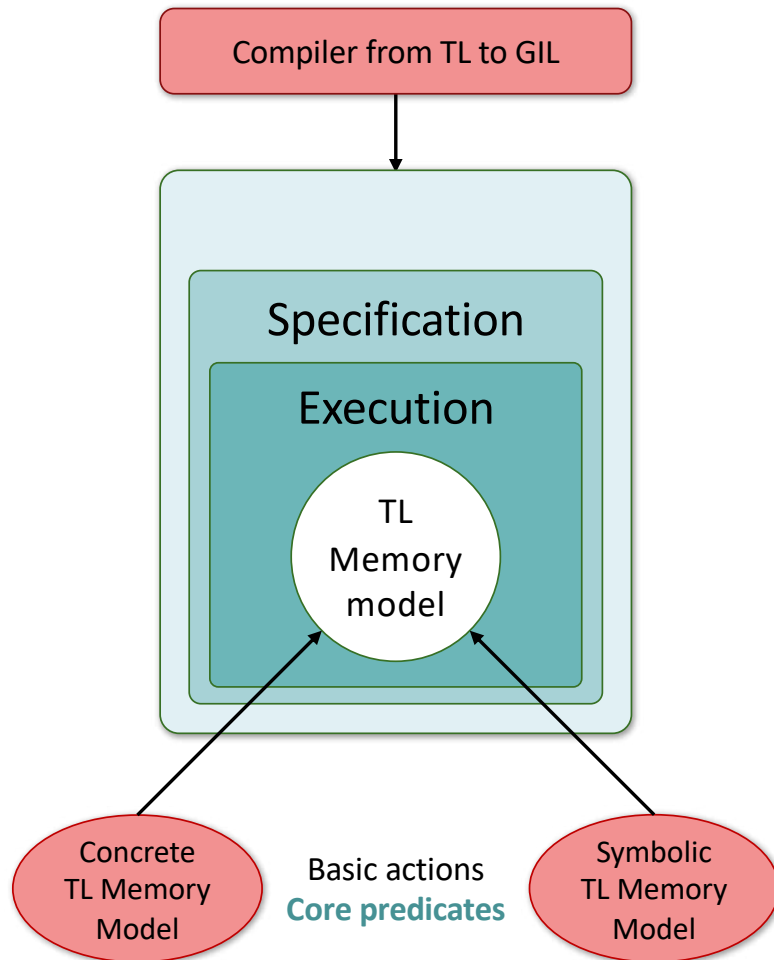 Compiler from TL to GIL
Specification
Execution
TL
Memory
model
Concrete
TL Memory
Model
Basic actions
Core predicates
Symbolic
TL Memory
Model